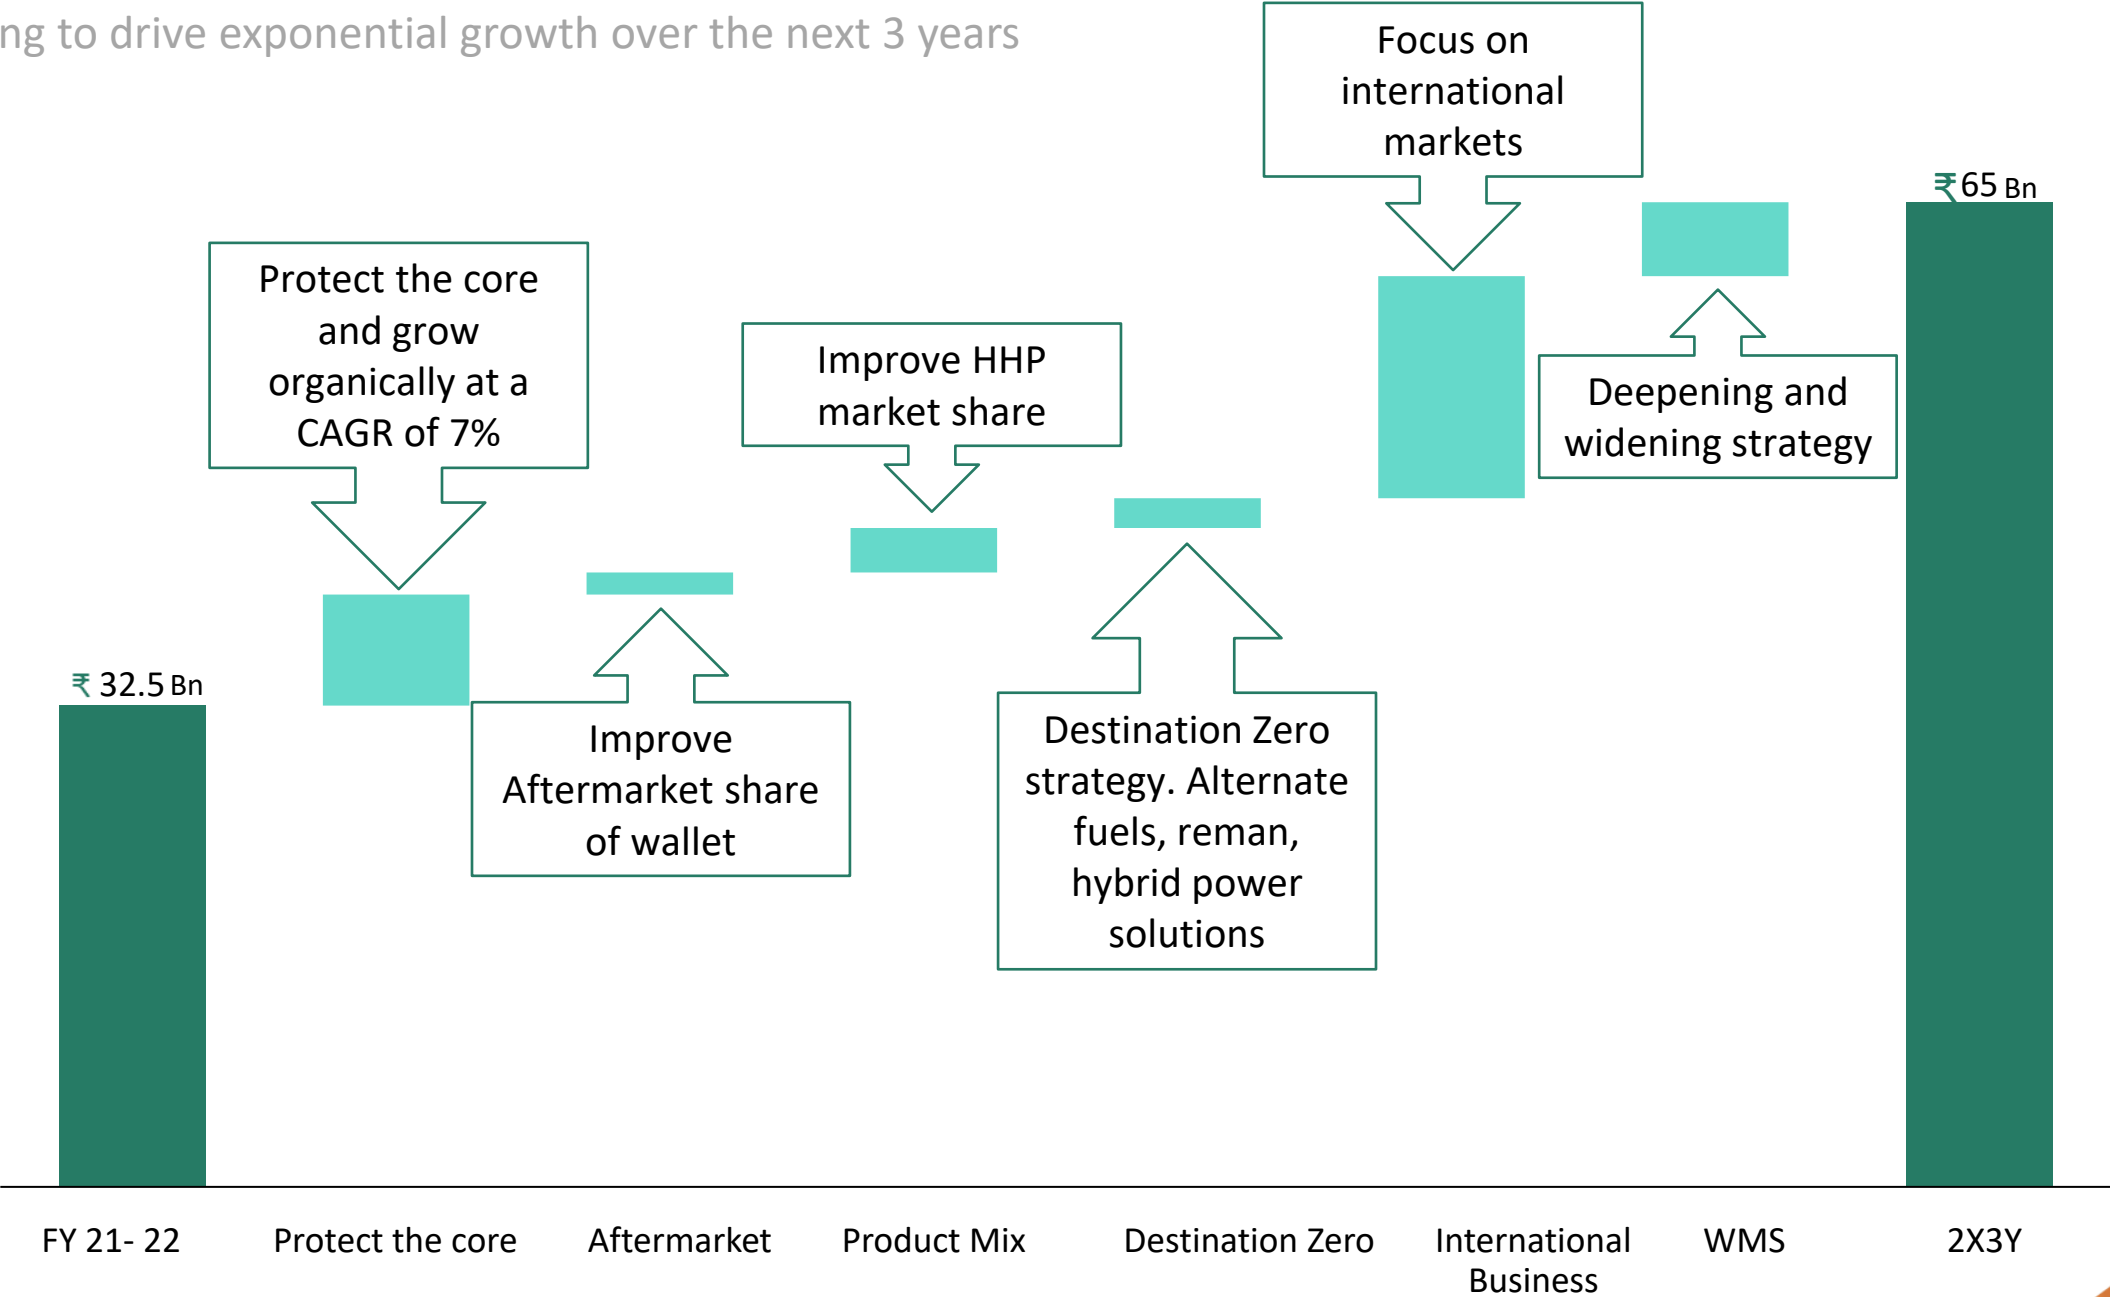 ng to drive exponential growth over the next 3 years
Focus on
international
markets
₹65 Bn
Protect the core
and grow
organically at a
CAGR of 7%
Improve HHP
market share
Deepening and
widening strategy
₹ 32.5 Bn
Improve
Aftermarket share
of wallet
Destination Zero
strategy. Alternate
fuels, reman,
hybrid power
solutions
FY 21- 22
Protect the core
Aftermarket
Product Mix
Destination Zero
International
Business
WMS
2X3Y